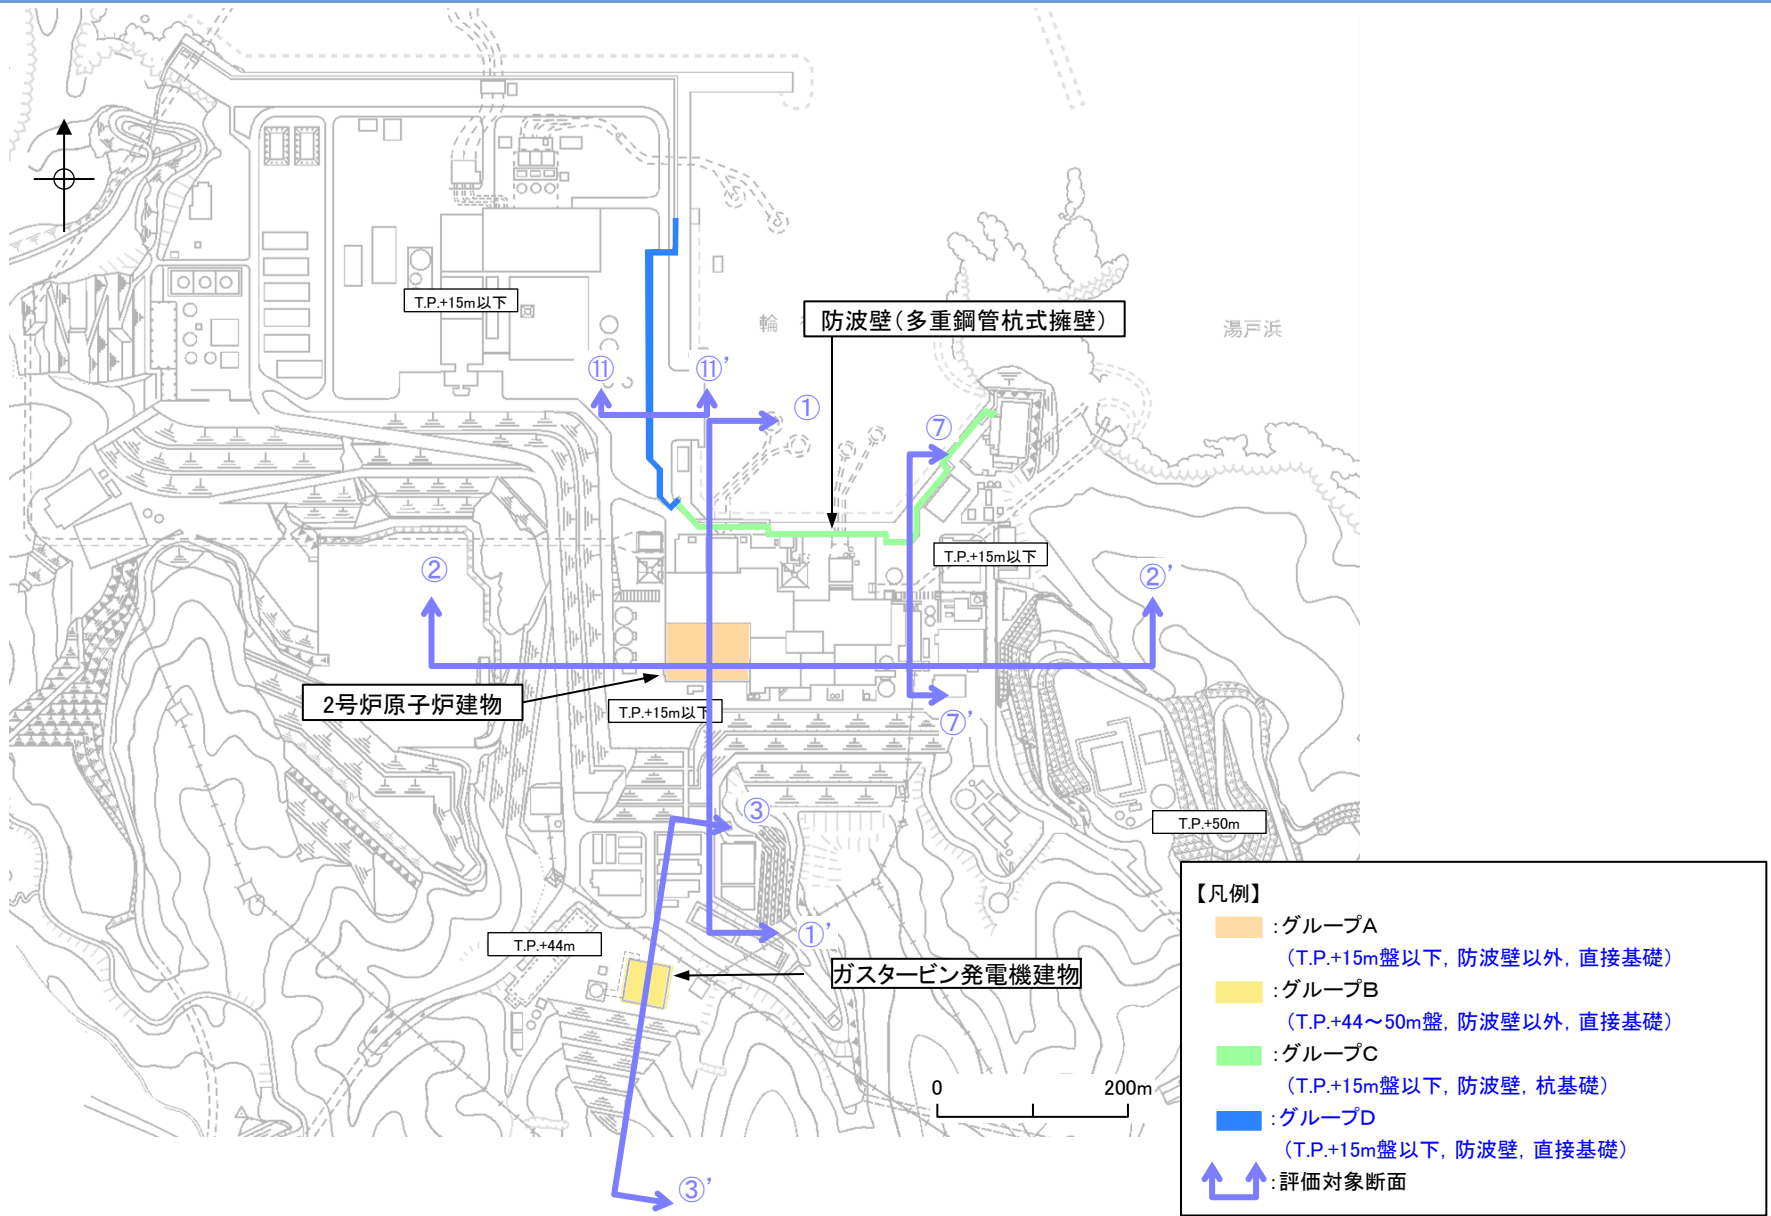 T.P.+15m以下
輪
防波壁(多重鋼管杭式擁壁)
湯戸浜
⑪
⑪'
①
⑦
T.P.+15m以下
②
②'
2号炉原子炉建物
T.P.+15m以下
⑦'
③
T.P.+50m
T.P.+44m
①'
ガスタービン発電機建物
③'
0
200m
【凡例】
:グループA
(T.P.+15m盤以下, 防波壁以外, 直接基礎)
:グループB
(T.P.+44~50m盤, 防波壁以外, 直接基礎)
:グループC
(T.P.+15m盤以下, 防波壁, 杭基礎)
:グループD
(T.P.+15m盤以下, 防波壁, 直接基礎)
:評価対象断面